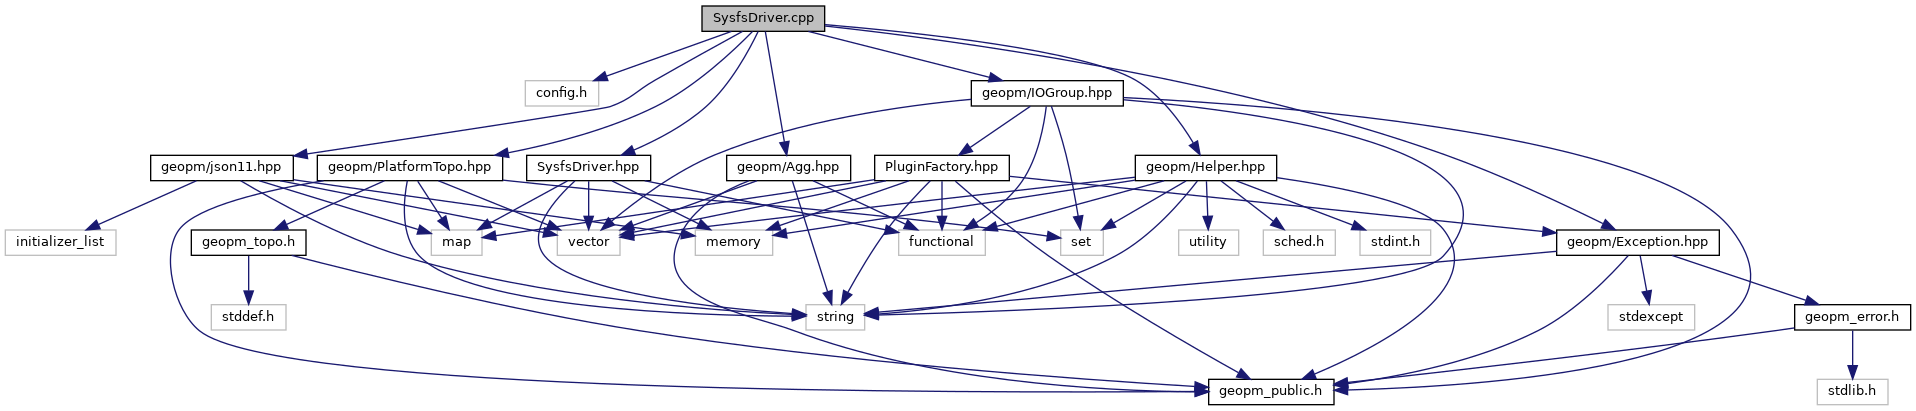 SysfsDriver.cpp
config.h
geopm/IOGroup.hpp
geopm/json11.hpp
geopm/PlatformTopo.hpp
SysfsDriver.hpp
geopm/Agg.hpp
PluginFactory.hpp
geopm/Helper.hpp
initializer_list
geopm_topo.h
map
vector
memory
functional
set
utility
sched.h
stdint.h
geopm/Exception.hpp
stddef.h
string
stdexcept
geopm_error.h
geopm_public.h
stdlib.h